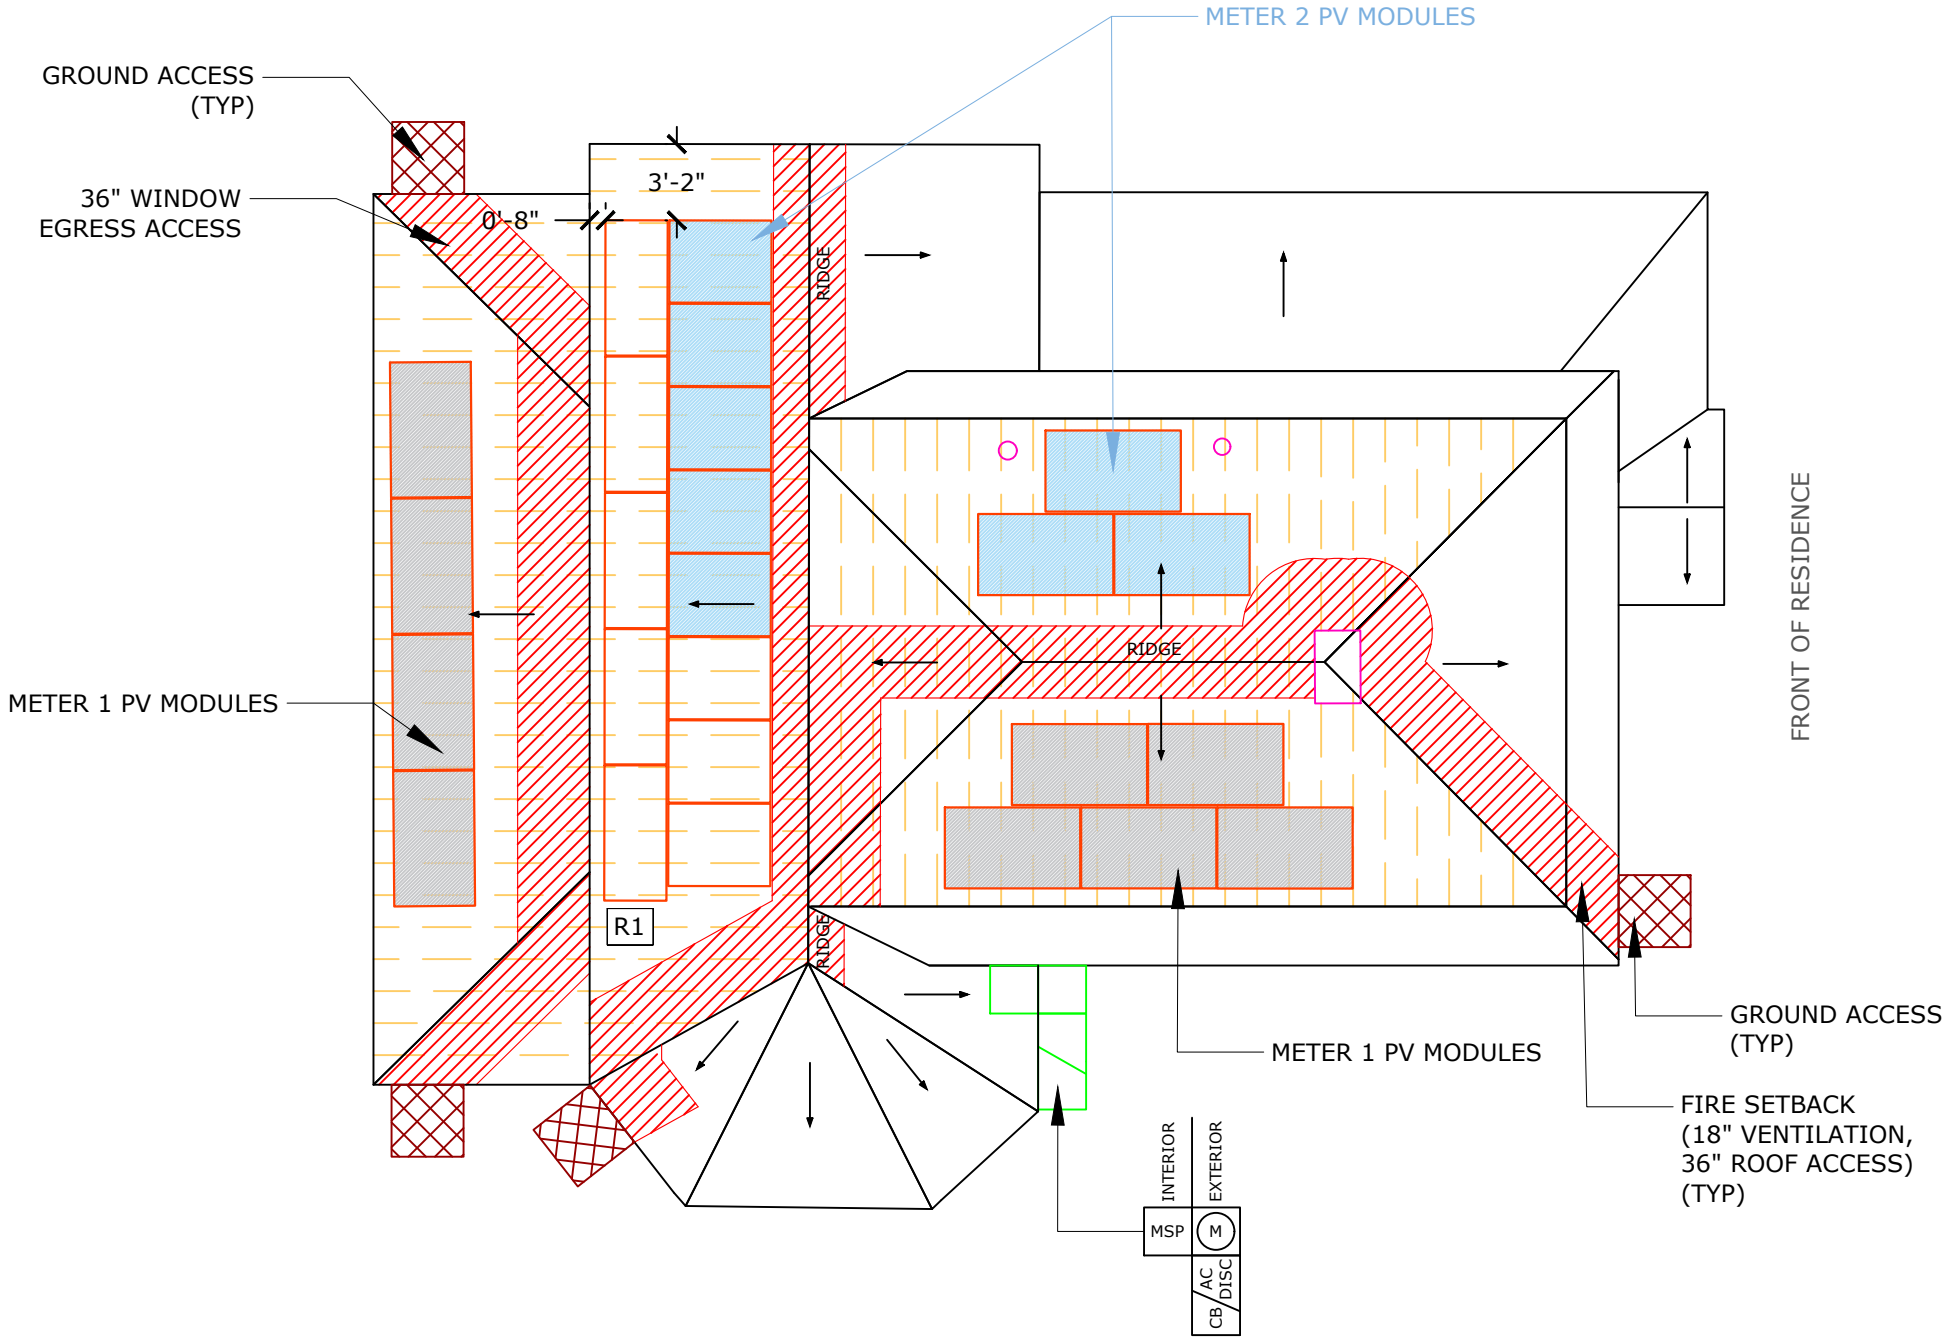 METER 2 PV MODULES
GROUND ACCESS
(TYP)
36" WINDOW
EGRESS ACCESS
3'-2"
0'-8"
RIDGE
RIDGE
METER 1 PV MODULES
FRONT OF RESIDENCE
R1
RIDGE
METER 1 PV MODULES
GROUND ACCESS
(TYP)
FIRE SETBACK
(18" VENTILATION,
36" ROOF ACCESS)
(TYP)
INTERIOR
EXTERIOR
MSP
M
CB
AC
DISC